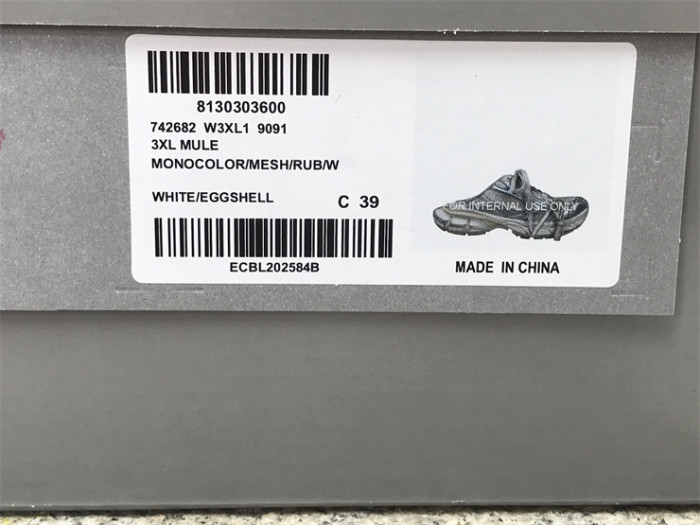 8130303600
742682 W3XL1 9091
3XL MULE
MONOCOLOR/MESH/RUB/W
WHITE/EGGSHELL C 39
ECBL202584B
FOR INTERNAL USE ONLY
MADE IN CHINA